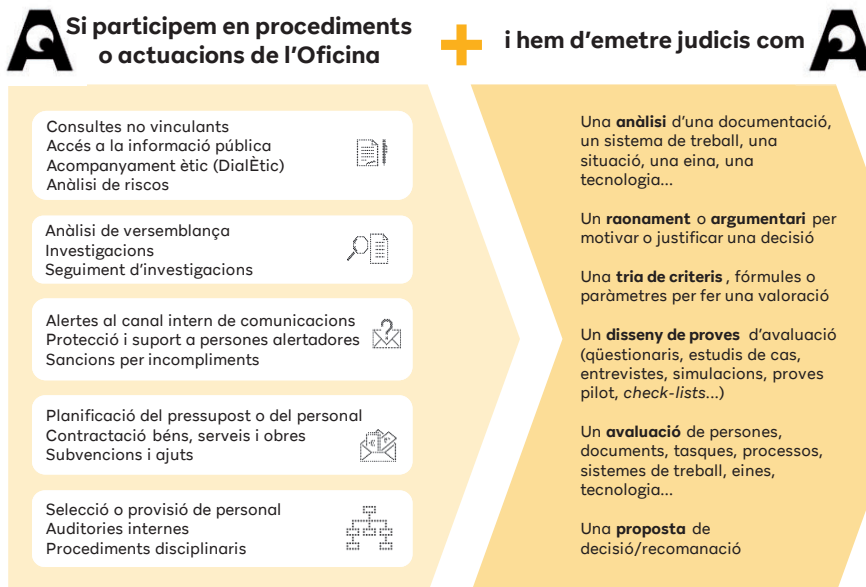 Si participem en procediments
o actuacions de l'Oficina
i hem d'emetre judicis com
Consultes no vinculants
Accés a la informació pública
Acompanyament ètic (DialÈtic)
Anàlisi de riscos
Anàlisi de versemblança
Investigacions
Seguiment d'investigacions
Alertes al canal intern de comunicacions
Protecció i suport a persones alertadores
Sancions per incompliments
Planificació del pressupost o del personal
Contractació béns, serveis i obres
Subvencions i ajuts
Selecció o provisió de personal
Auditories internes
Procediments disciplinaris
Una anàlisi d'una documentació,
un sistema de treball, una
situació, una eina, una
tecnologia...
Un raonament o argumentari per
motivar o justificar una decisió
Una tria de criteris , fórmules o
paràmetres per fer una valoració
Un disseny de proves d'avaluació
(qüestionaris, estudis de cas,
entrevistes, simulacions, proves
pilot, check-lists...)
Un avaluació de persones,
documents, tasques, processos,
sistemes de treball, eines,
tecnologia...
Una proposta de
decisió/recomanació